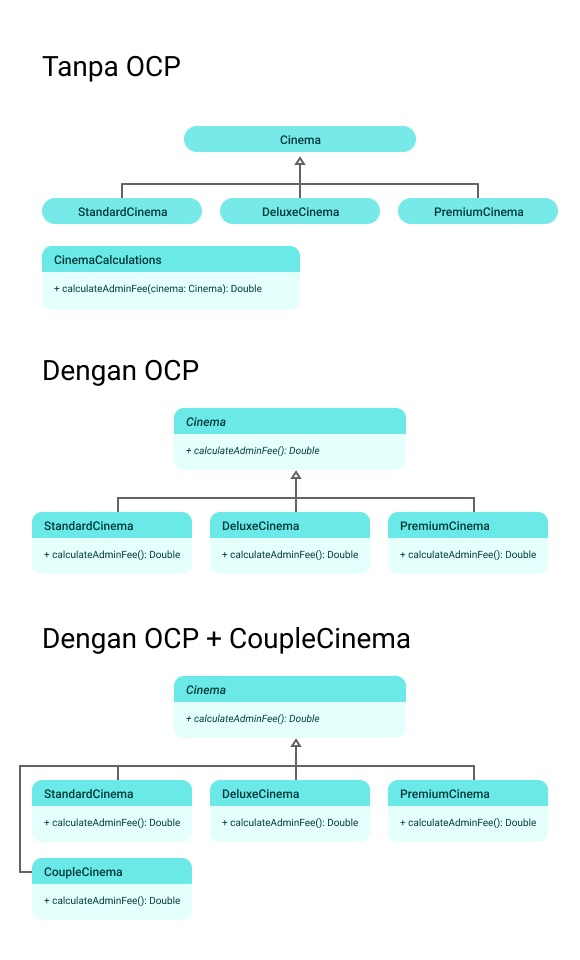 Tanpa OCP
Cinema
StandardCinema
DeluxeCinema
PremiumCinema
CinemaCalculations
+ calculateAdminFee(cinema: Cinema): Double
Dengan OCP
Cinema
+ calculateAdminFee(): Double
StandardCinema
+ calculateAdminFee(): Double
DeluxeCinema
+ calculateAdminFee(): Double
PremiumCinema
+ calculateAdminFee(): Double
Dengan OCP + CoupleCinema
Cinema
+ calculateAdminFee(): Double
StandardCinema
+ calculateAdminFee(): Double
DeluxeCinema
+ calculateAdminFee(): Double
PremiumCinema
+ calculateAdminFee(): Double
CoupleCinema
+ calculateAdminFee(): Double